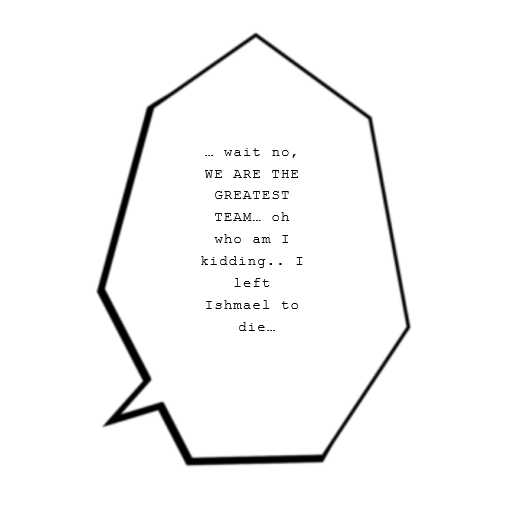 … wait no,
WE ARE THE
GREATEST
TEAM… oh
who am I
kidding.. I
left
Ishmael to
die…